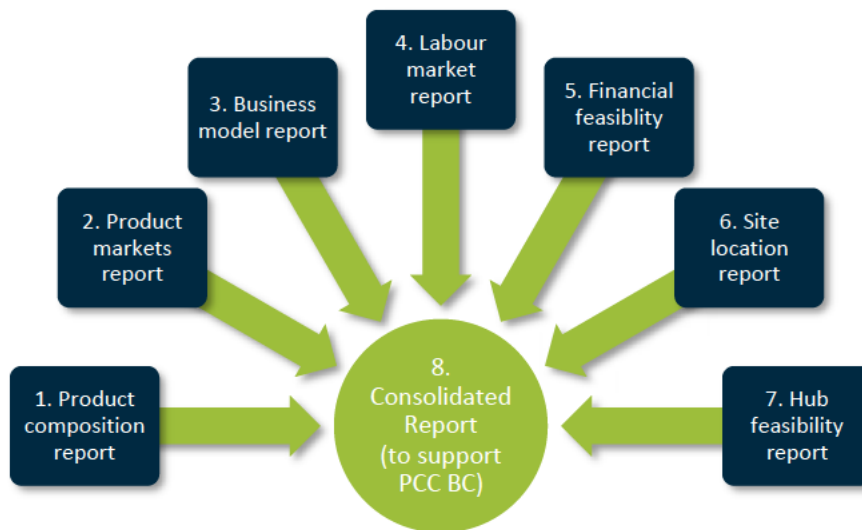 1. Product
composition
report
2. Product
markets
report
3. Business
model report
4. Labour
market
report
5. Financial
feasiblity
report
6. Site
location
report
7. Hub
feasibility
report
8.
Consolidated
Report
(to support
PCC BC)